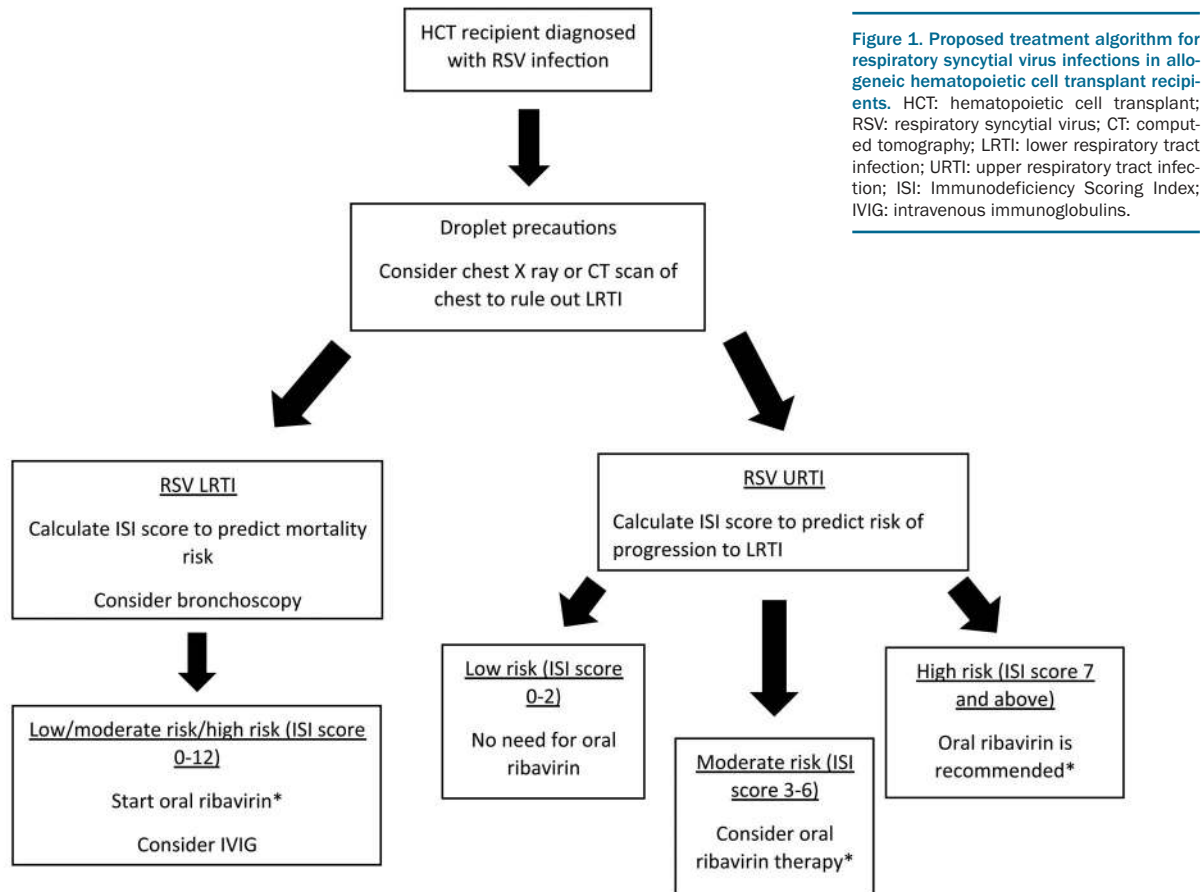 HCT recipient diagnosed
with RSV infection
Figure 1. Proposed treatment algorithm for
respiratory syncytial virus infections in allo-
geneic hematopoietic cell transplant recipi-
ents. HCT: hematopoietic cell transplant;
RSV: respiratory syncytial virus; CT: comput-
ed tomography; LRTI: lower respiratory tract
infection; URTI: upper respiratory tract infec-
tion; ISI: Immunodeficiency Scoring Index;
IVIG: intravenous immunoglobulins.
Droplet precautions
Consider chest X ray or CT scan of
chest to rule out LRTI
RSV LRTI
Calculate ISI score to predict mortality
risk
Consider bronchoscopy
RSV URTI
Calculate ISI score to predict risk of
progression to LRTI
Low/moderate risk/high risk (ISI score
0-12)
Start oral ribavirin*
Consider IVIG
Low risk (ISI score
0-2)
No need for oral
ribavirin
Moderate risk (ISI
score 3-6)
Consider oral
ribavirin therapy*
High risk (ISI score 7
and above)
Oral ribavirin is
recommended*